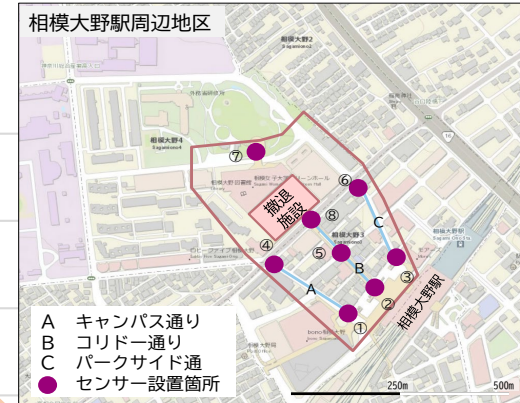 相模大野駅周辺地区
相模大野2
相模大野4
⑦
⑥
撤退
施設
⑧
C
④
⑤
相模大野3
B
③
A
②
①
相模大野駅
A キャンパス通り
B コリドー通り
C パークサイド通
センサー設置箇所
250m
500m
16